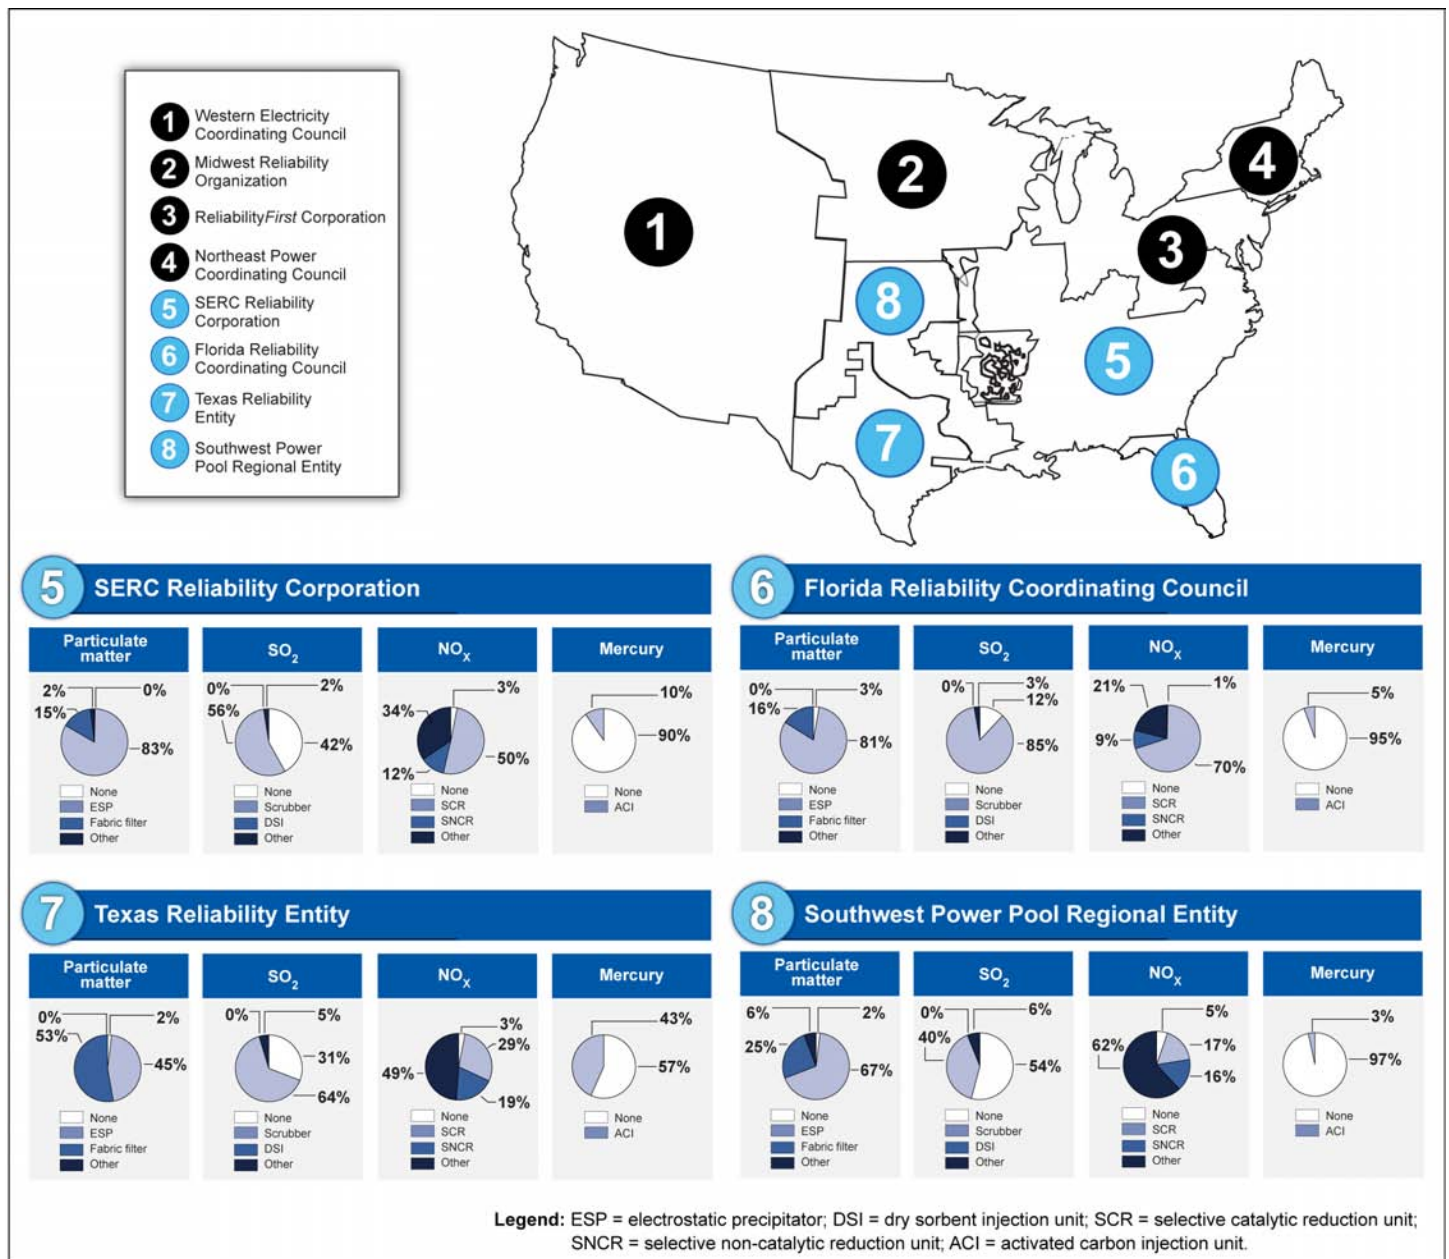 1 Western Electricity
Coordinating Council
2 Midwest Reliability
Organization
3 ReliabilityFirst Corporation
4 Northeast Power
Coordinating Council
5 SERC Reliability
Corporation
6 Florida Reliability
Coordinating Council
7 Texas Reliability
Entity
8 Southwest Power
Pool Regional Entity
1
2
3
4
5
6
7
8
5 SERC Reliability Corporation
Particulate
matter
2% 0%
15%
83%
None
ESP
Fabric filter
Other
SO2
0% 2%
56%
42%
None
Scrubber
DSI
Other
NOX
3%
34%
50%
12%
None
SCR
SNCR
Other
Mercury
10%
90%
None
ACI
6 Florida Reliability Coordinating Council
Particulate
matter
0% 3%
16%
81%
None
ESP
Fabric filter
Other
SO2
0% 3%
12%
85%
None
Scrubber
DSI
Other
NOX
21% 1%
9%
70%
None
SCR
SNCR
Other
Mercury
5%
95%
None
ACI
7 Texas Reliability Entity
Particulate
matter
0% 2%
53%
45%
None
ESP
Fabric filter
Other
SO2
0% 5%
31%
64%
None
Scrubber
DSI
Other
NOX
3%
29%
49%
19%
None
SCR
SNCR
Other
Mercury
43%
57%
None
ACI
8 Southwest Power Pool Regional Entity
Particulate
matter
6% 2%
25%
67%
None
ESP
Fabric filter
Other
SO2
0% 6%
40%
54%
None
Scrubber
DSI
Other
NOX
5%
62% 17%
16%
None
SCR
SNCR
Other
Mercury
3%
97%
None
ACI
Legend: ESP = electrostatic precipitator; DSI = dry sorbent injection unit; SCR = selective catalytic reduction unit;
SNCR = selective non-catalytic reduction unit; ACI = activated carbon injection unit.